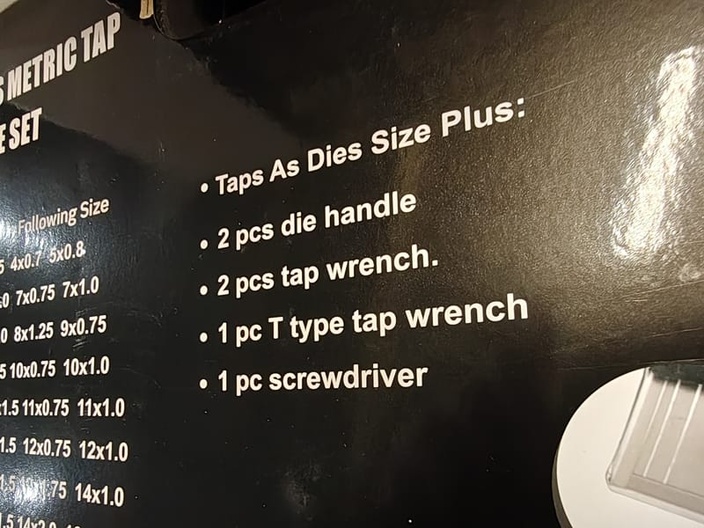 METRIC TAP
SET
Following Size
4x0.7 5x0.8
7x0.75 7x1.0
8x1.25 9x0.75
10x0.75 10x1.0
11x0.75 11x1.0
12x0.75 12x1.0
14x1.0
• Taps As Dies Size Plus:
• 2 pcs die handle
• 2 pcs tap wrench.
• 1 pc T type tap wrench
• 1 pc screwdriver